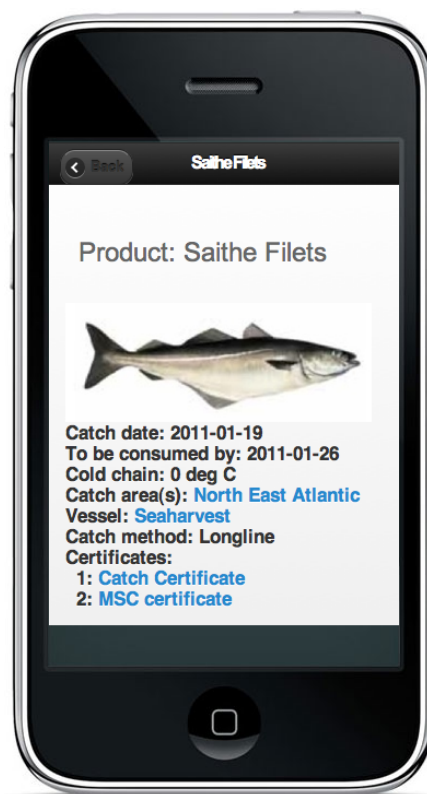 Back
Saithe Filets
Product: Saithe Filets
Catch date: 2011-01-19
To be consumed by: 2011-01-26
Cold chain: 0 deg C
Catch area(s): North East Atlantic
Vessel: Seaharvest
Catch method: Longline
Certificates:
1: Catch Certificate
2: MSC certificate